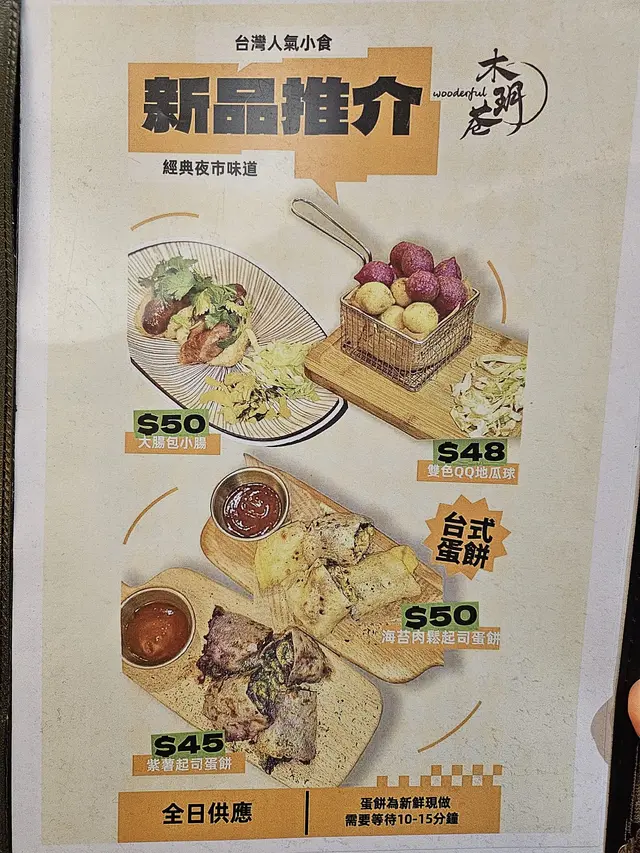 台灣人氣小食
新品推介
木玥巷
wooderful
經典夜市味道
$50
大腸包小腸
$48
雙色QQ地瓜球
台式
蛋餅
$50
海苔肉鬆起司蛋餅
$45
紫薯起司蛋餅
全日供應
蛋餅為新鮮現做
需要等待10-15分鐘